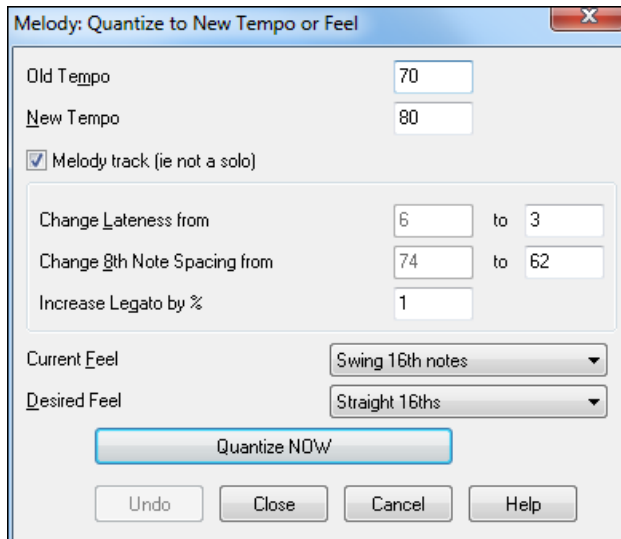 Melody: Quantize to New Tempo or Feel
Old Tempo 70
New Tempo 80
Melody track (ie not a solo)
Change Lateness from 6 to 3
Change 8th Note Spacing from 74 to 62
Increase Legato by % 1
Current Feel Swing 16th notes
Desired Feel Straight 16ths
Quantize NOW
Undo Close Cancel Help